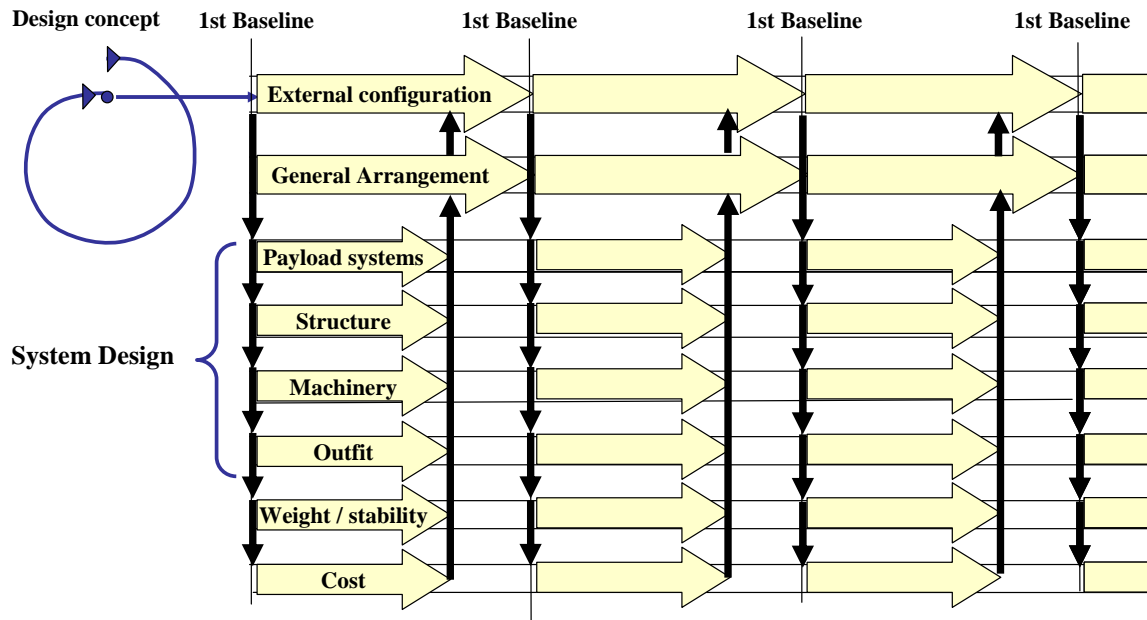 Design concept
1st Baseline
1st Baseline
1st Baseline
1st Baseline
External configuration
General Arrangement
Payload systems
Structure
System Design
Machinery
Outfit
Weight / stability
Cost